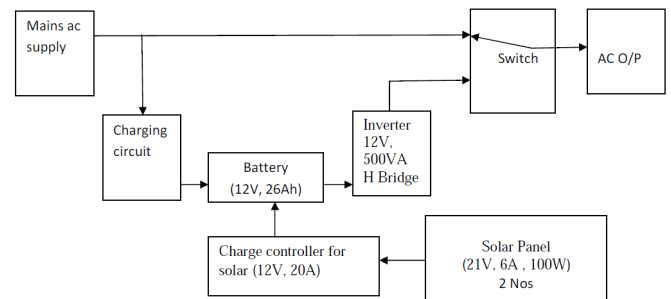 Mains ac
supply
Switch
AC O/P
Charging
circuit
Inverter
12V,
500VA
H Bridge
Battery
(12V, 26Ah)
Charge controller for
solar (12V, 20A)
Solar Panel
(21V, 6A , 100W)
2 Nos